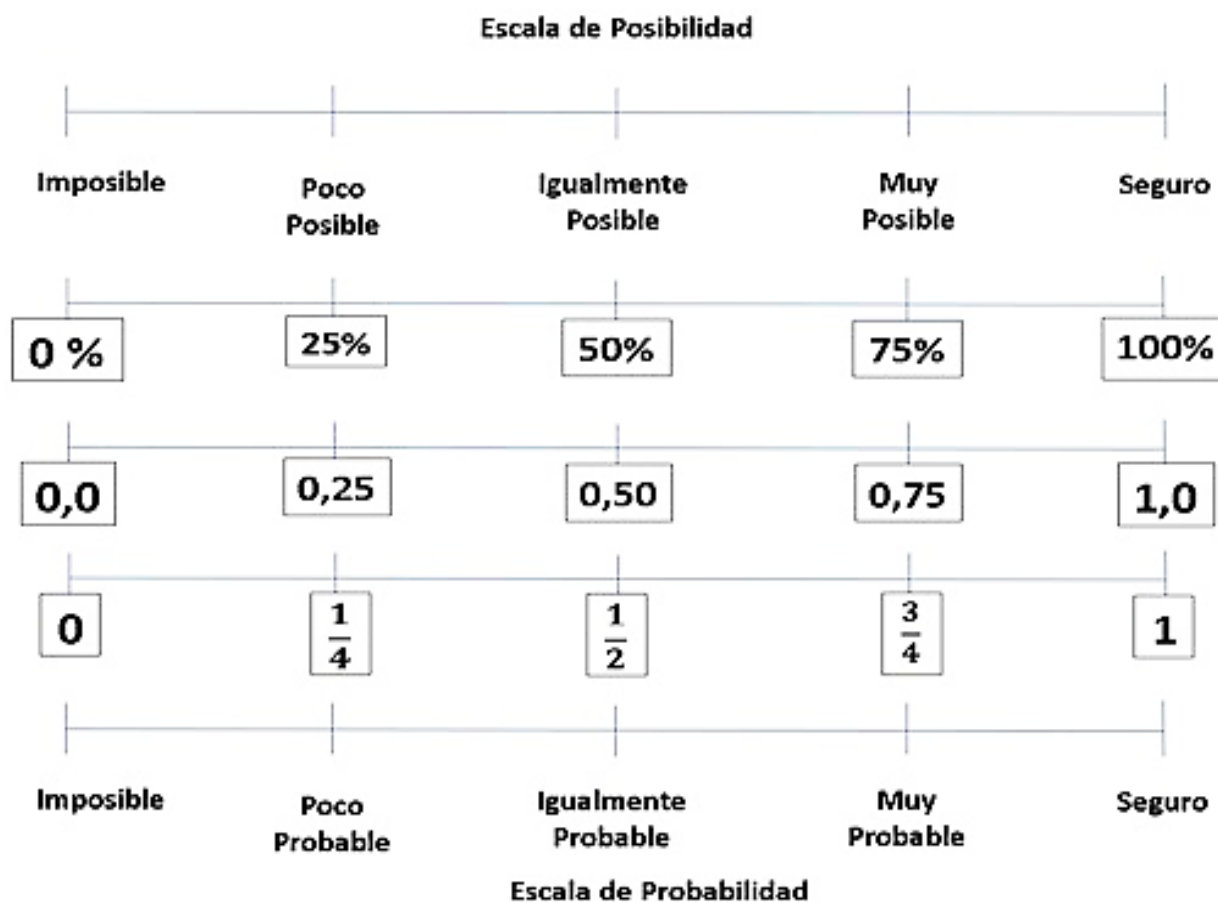 Escala de Posibilidad
Imposible
Poco
Posible
Igualmente
Posible
Muy
Posible
Seguro
0 %
25%
50%
75%
100%
0,0
0,25
0,50
0,75
1,0
0
1/4
1/2
3/4
1
Imposible
Poco
Probable
Igualmente
Probable
Muy
Probable
Seguro
Escala de Probabilidad